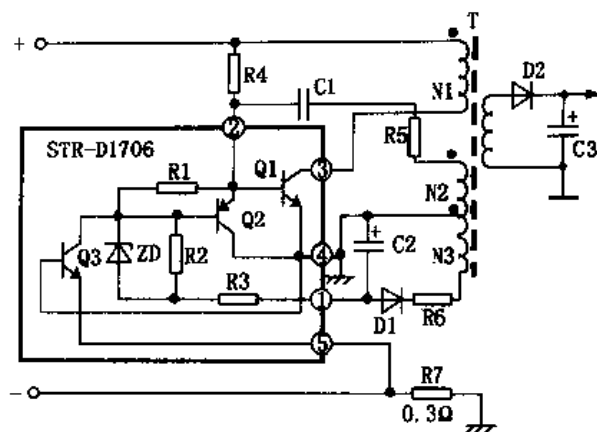 T
+
R4
C1
N1
D2
+
C3
R5
②
STR-D1706
R1
Q1
③
N2
Q2
Q3
ZD
R2
④
+
C2
N3
R3
①
D1
R6
⑤
-
R7
0.3Ω